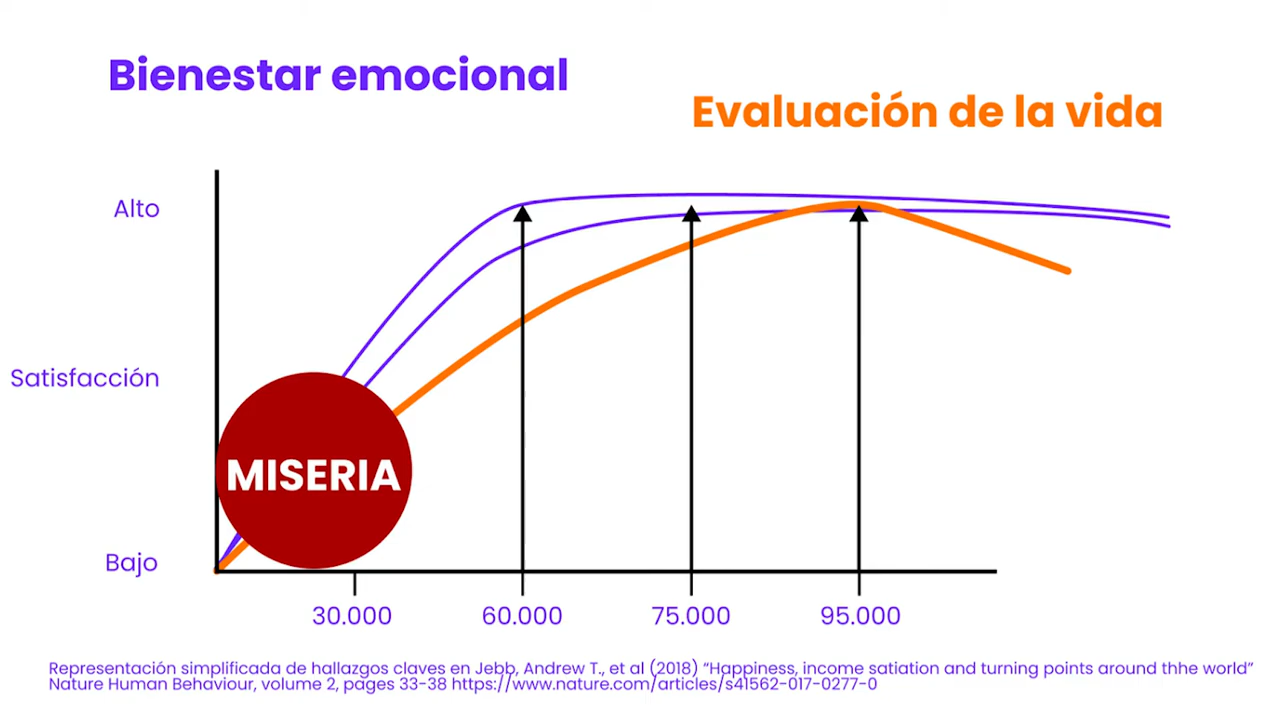 Bienestar emocional
Evaluación de la vida
Alto
Satisfacción
MISERIA
Bajo
30.000
60.000
75.000
95.000
Representación simplificada de hallazgos claves en Jebb, Andrew T., et al (2018) “Happiness, income satiation and turning points around thhe world”
Nature Human Behaviour, volume 2, pages 33-38 https://www.nature.com/articles/s41562-017-0277-0